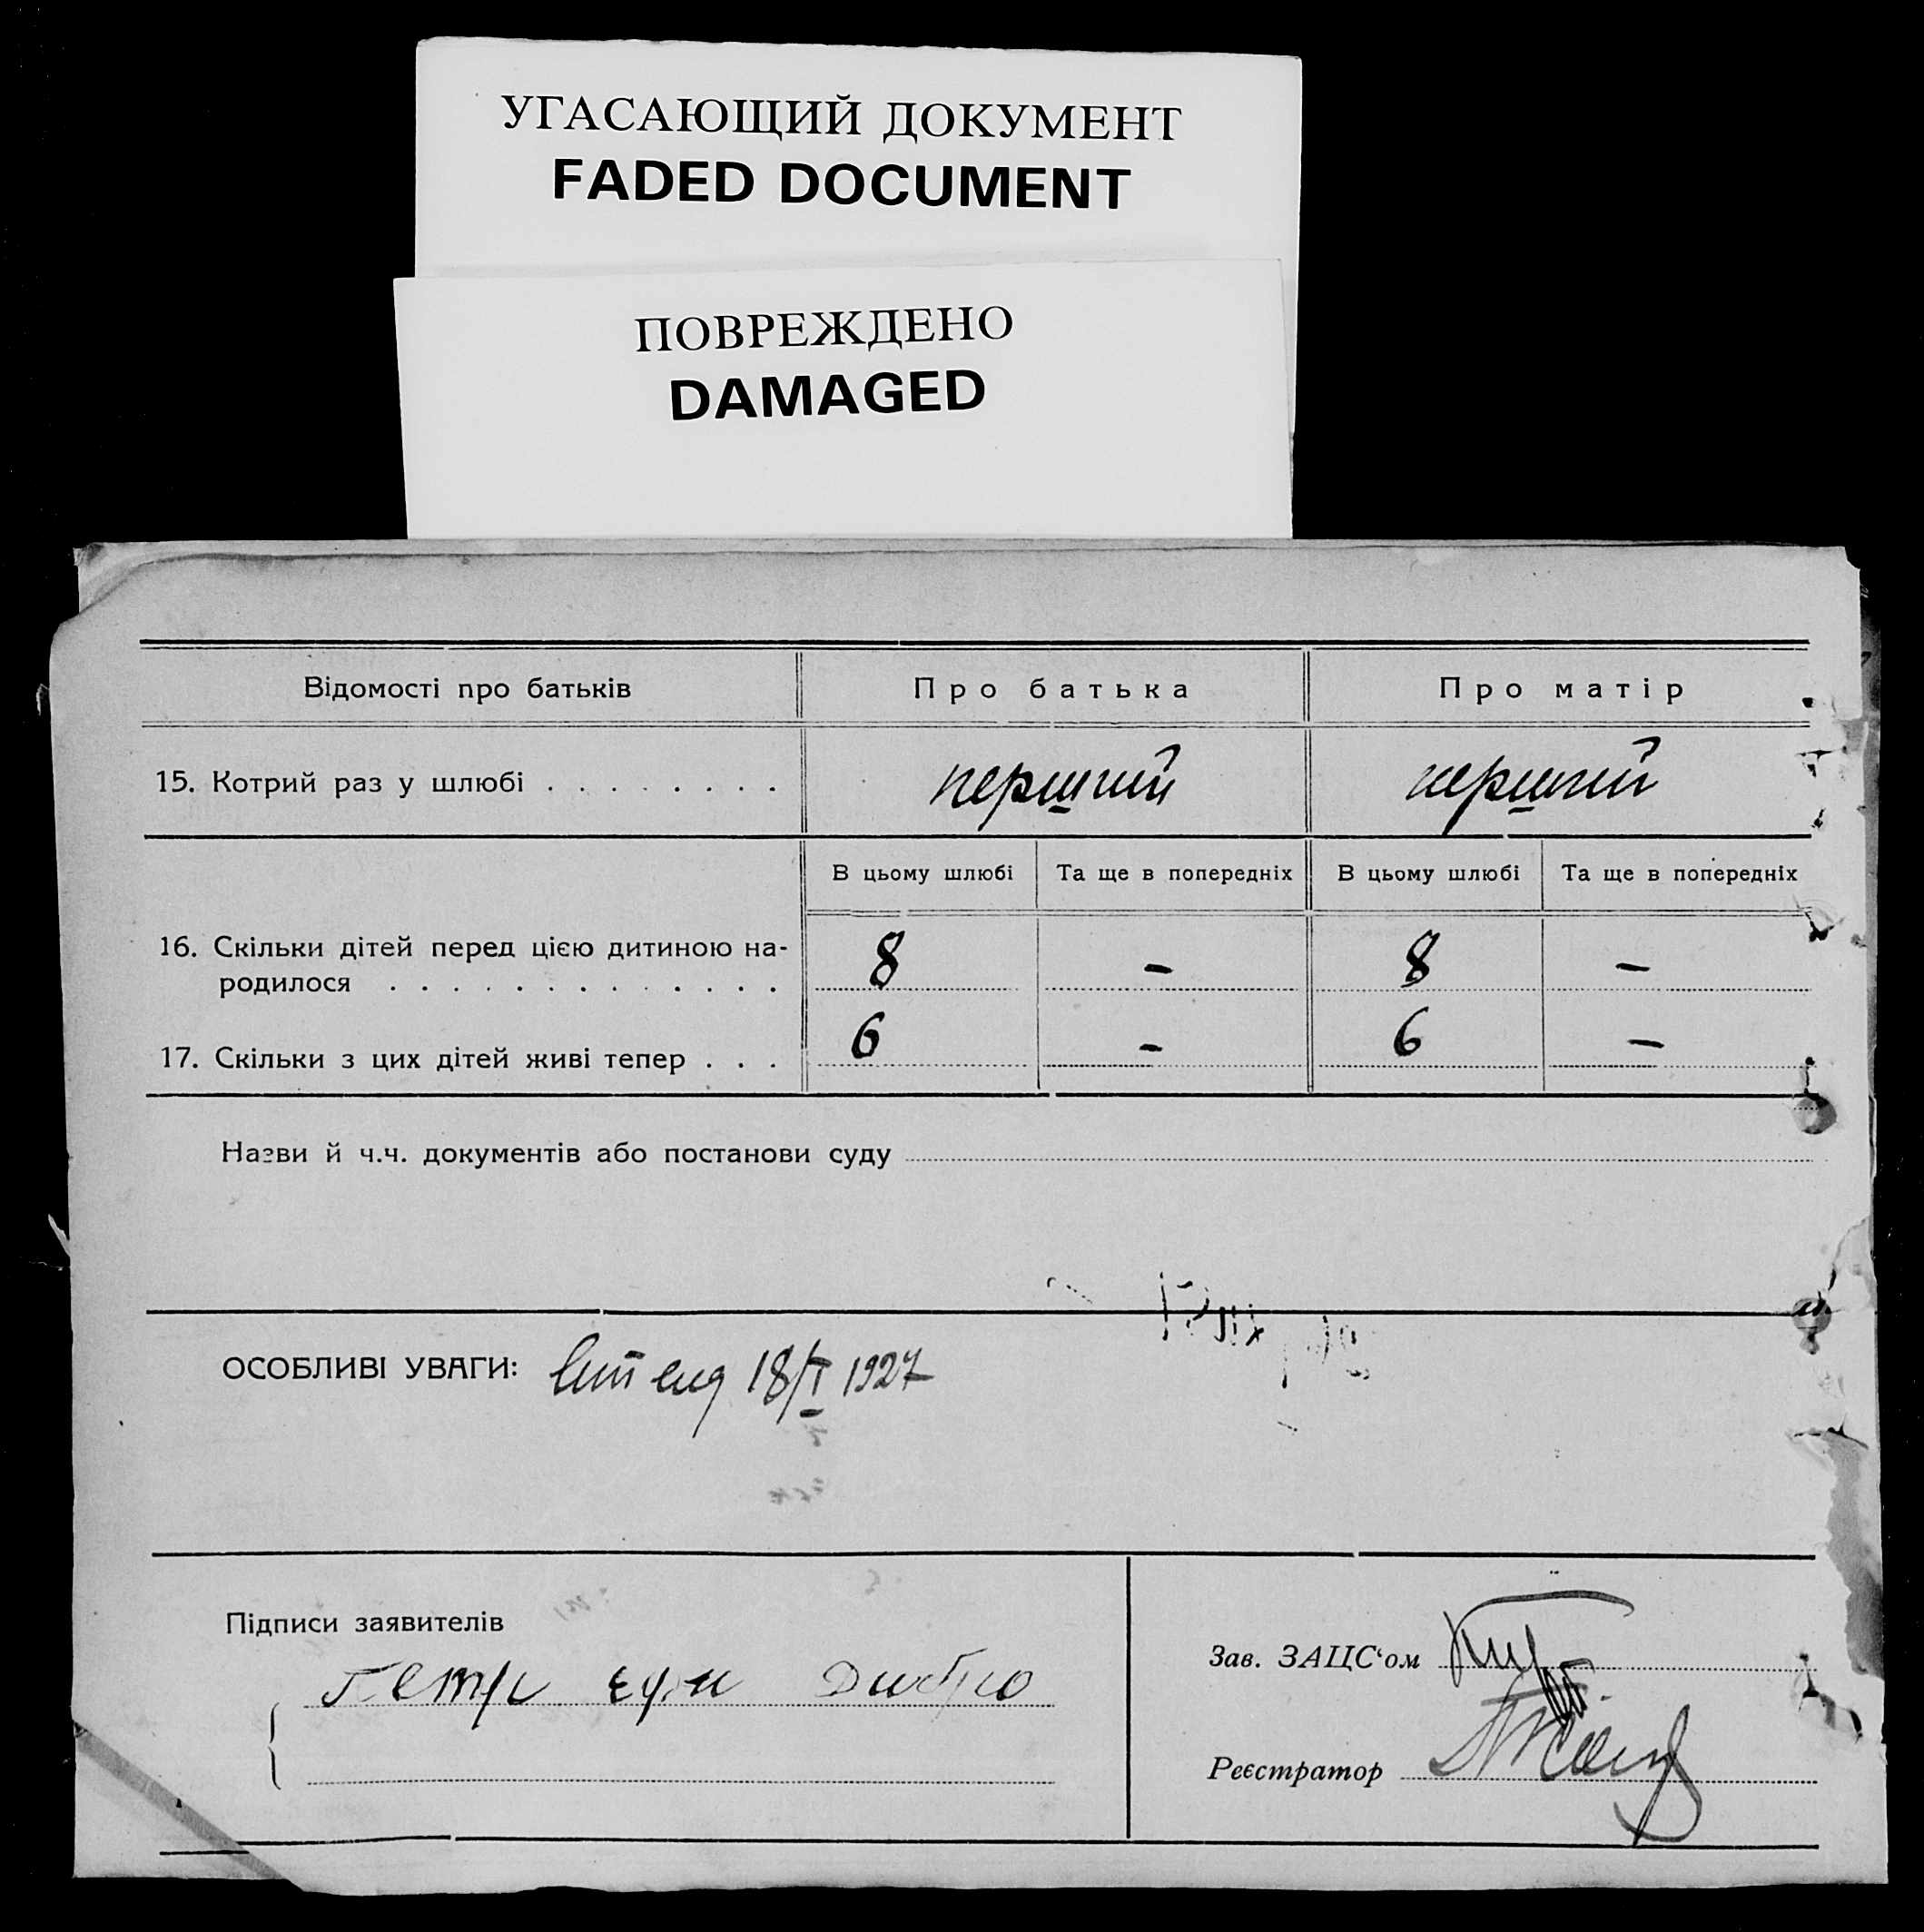 УГАСАЮЩИЙ ДОКУМЕНТ
FADED DOCUMENT
ПОВРЕЖДЕНО
DAMAGED
Відомості про батьків Про батька Про матір
15. Котрий раз у шлюбі . . . . . . . . перший перший
В цьому шлюбі Та ще в попередніх В цьому шлюбі Та ще в попередніх
16. Скільки дітей перед цією дитиною на-
родилося . . . . . . . . . . . . . . 8 – 8 –
17. Скільки з цих дітей живі тепер . . . 6 – 6 –
Назви й ч.ч. документів або постанови суду
ОСОБЛИВІ УВАГИ: 18/I 1927
Підписи заявителів
Зав. ЗАЦС‘ом
Реєстратор